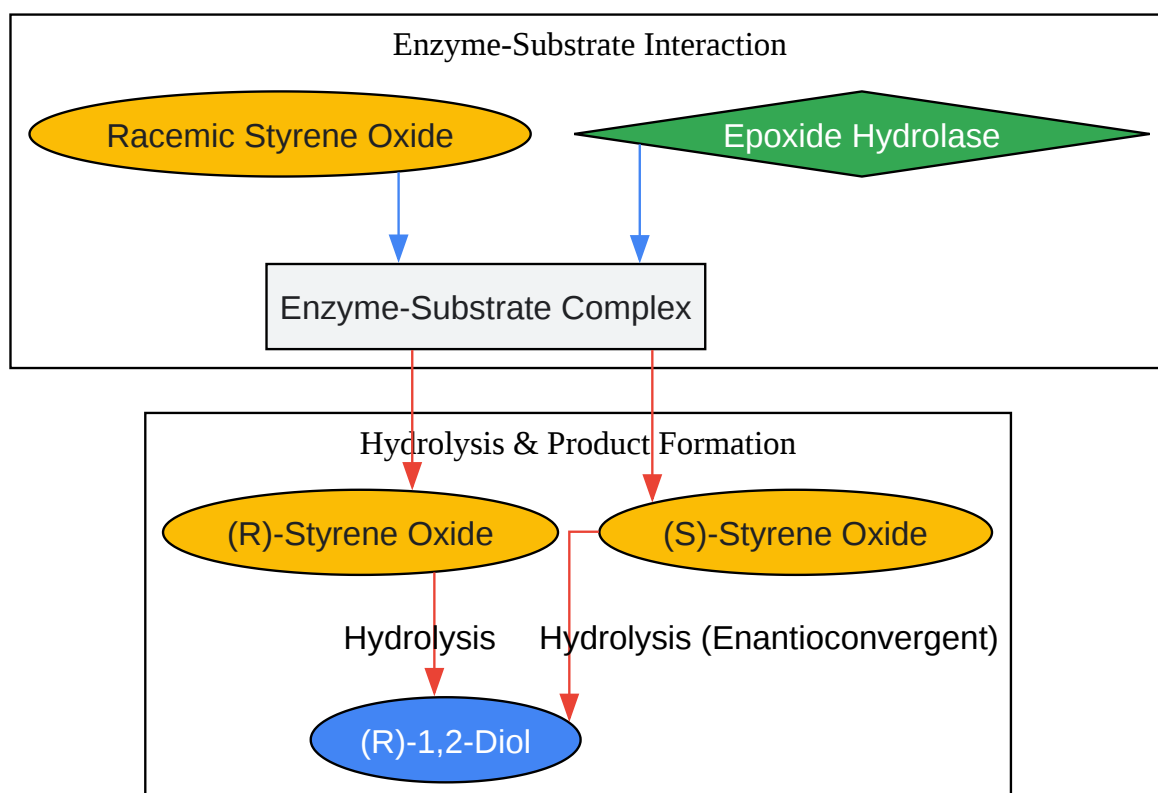 Enzyme-Substrate Interaction
Racemic Styrene Oxide
Epoxide Hydrolase
Enzyme-Substrate Complex
Hydrolysis & Product Formation
(R)-Styrene Oxide
(S)-Styrene Oxide
Hydrolysis
Hydrolysis (Enantioconvergent)
(R)-1,2-Diol